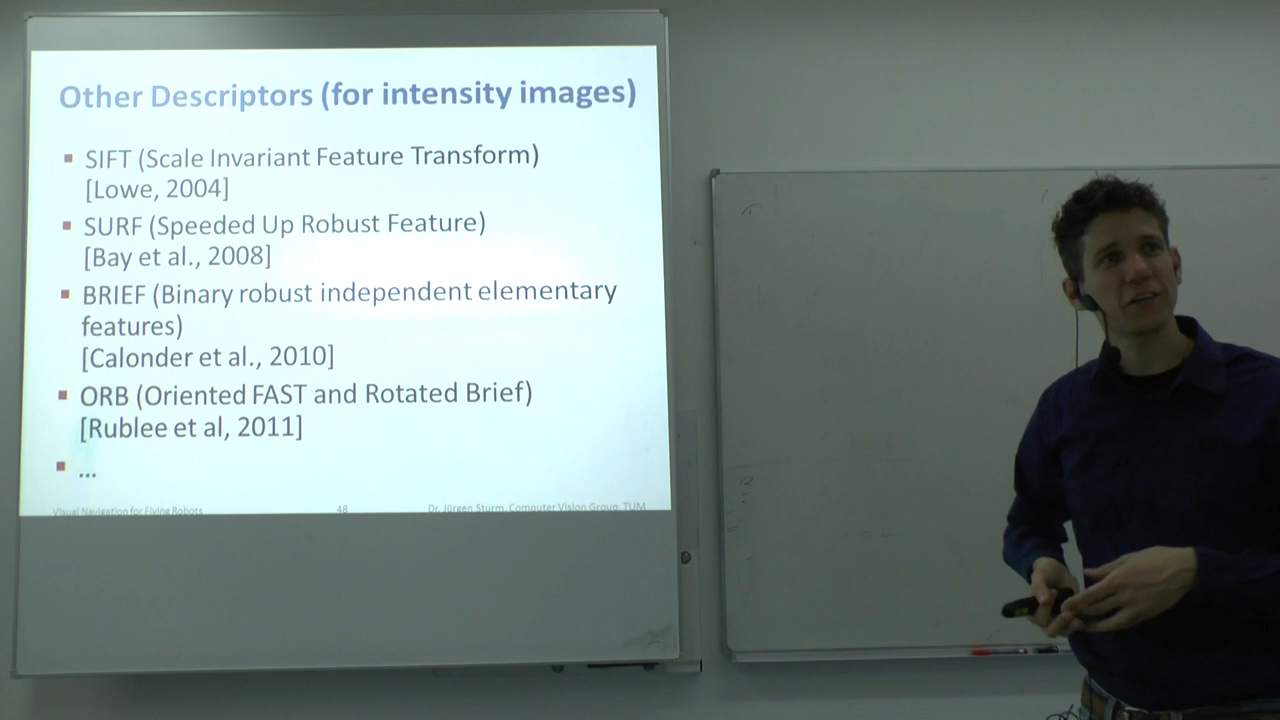 Other Descriptors (for intensity images)
▪ SIFT (Scale Invariant Feature Transform)
[Lowe, 2004]
▪ SURF (Speeded Up Robust Feature)
[Bay et al., 2008]
▪ BRIEF (Binary robust independent elementary
features)
[Calonder et al., 2010]
▪ ORB (Oriented FAST and Rotated Brief)
[Rublee et al, 2011]
▪ ...
Visual Navigation for Flying Robots 48 Dr. Jürgen Sturm, Computer Vision Group, TUM